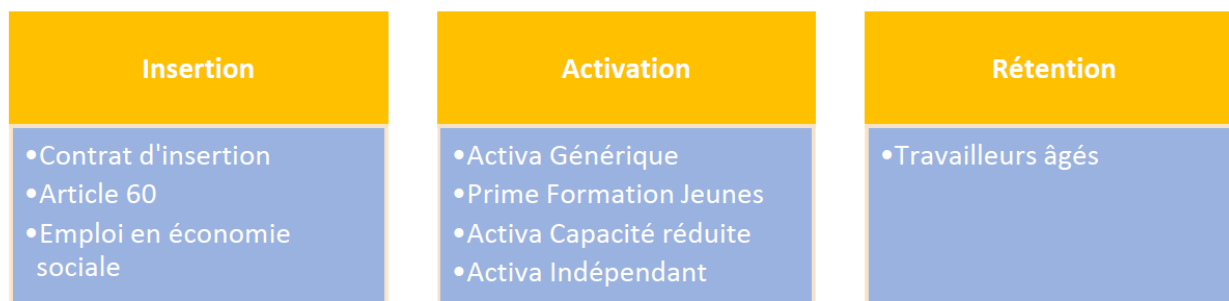 Insertion
•Contrat d'insertion
•Article 60
•Emploi en économie
sociale
Activation
•Activa Générique
•Prime Formation Jeunes
•Activa Capacité réduite
•Activa Indépendant
Rétention
•Travailleurs âgés